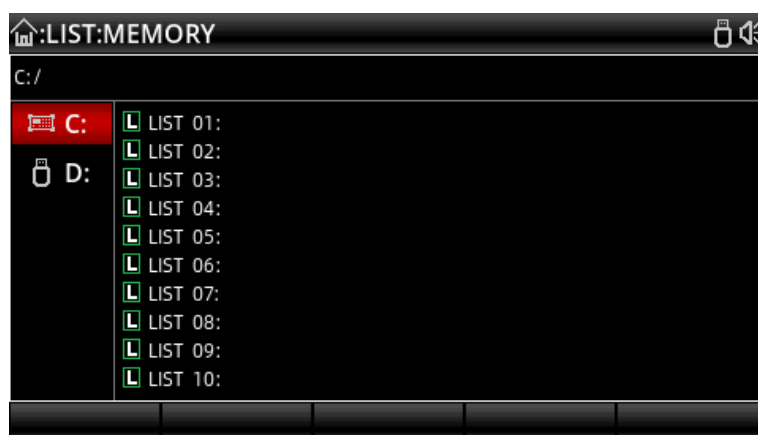 :LIST:MEMORY
C:/
C:
D:
L LIST 01:
L LIST 02:
L LIST 03:
L LIST 04:
L LIST 05:
L LIST 06:
L LIST 07:
L LIST 08:
L LIST 09:
L LIST 10: